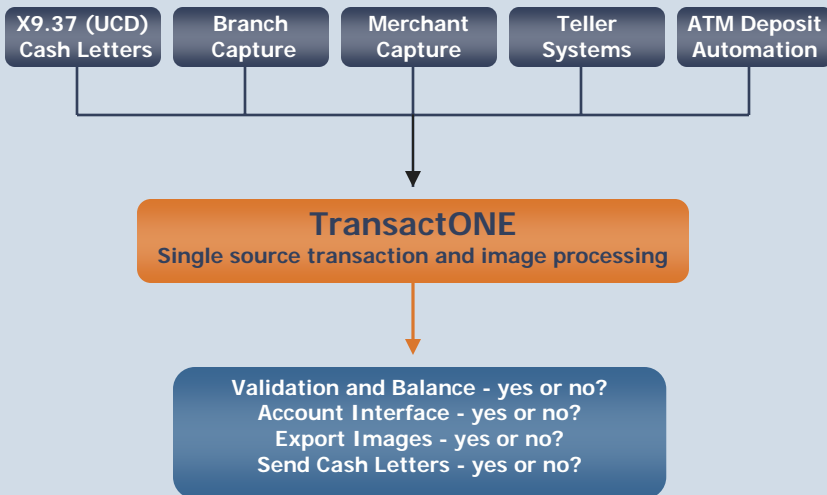 X9.37 (UCD)
Cash Letters
Branch
Capture
Merchant
Capture
Teller
Systems
ATM Deposit
Automation
TransactONE
Single source transaction and image processing
Validation and Balance - yes or no?
Account Interface - yes or no?
Export Images - yes or no?
Send Cash Letters - yes or no?